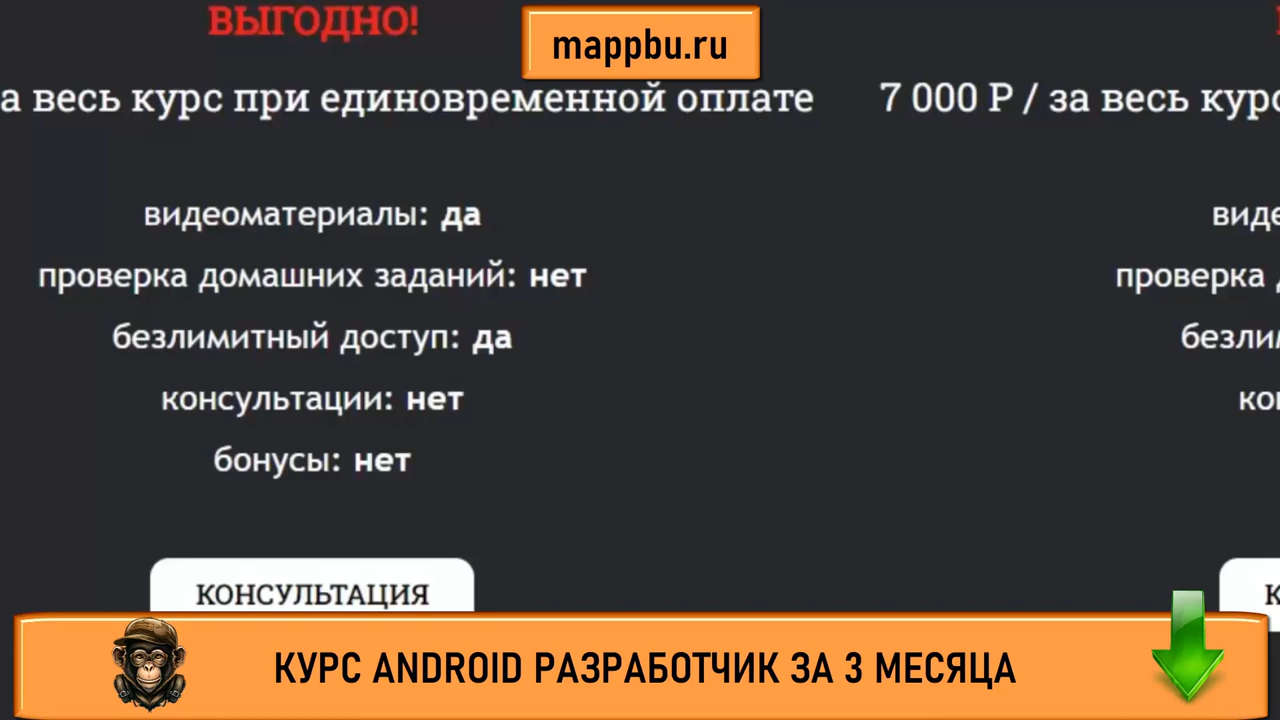 ВЫГОДНО!
mappbu.ru
а весь курс при единовременной оплате
7 000 Р / за весь
видеоматериалы: да
проверка домашних заданий: нет
проверка
безлимитный доступ: да
консультации: нет
бонусы: нет
КОНСУЛЬТАЦИЯ
КУРС ANDROID РАЗРАБОТЧИК ЗА 3 МЕСЯЦА